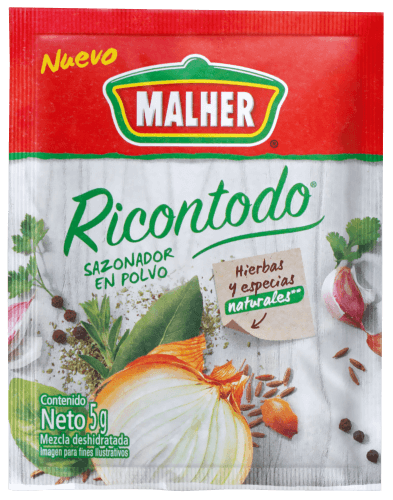 Nuevo
MALHER
®
Ricontodo®
SAZONADOR
EN POLVO
Hierbas
y especias
naturales**
Contenido
Neto 5g
Mezcla deshidratada
Imagen para fines ilustrativos